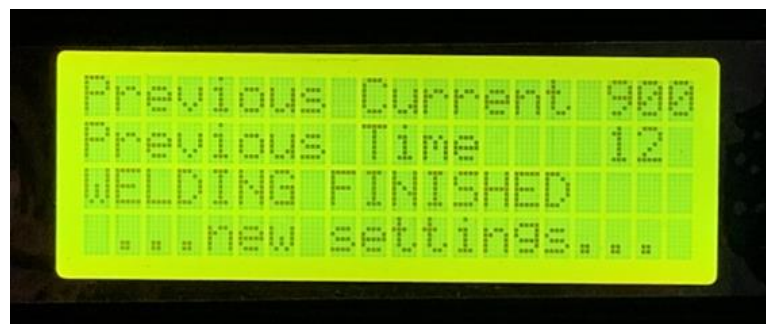 Previous Current 900
Previous Time 12
WELDING FINISHED
...new settings...